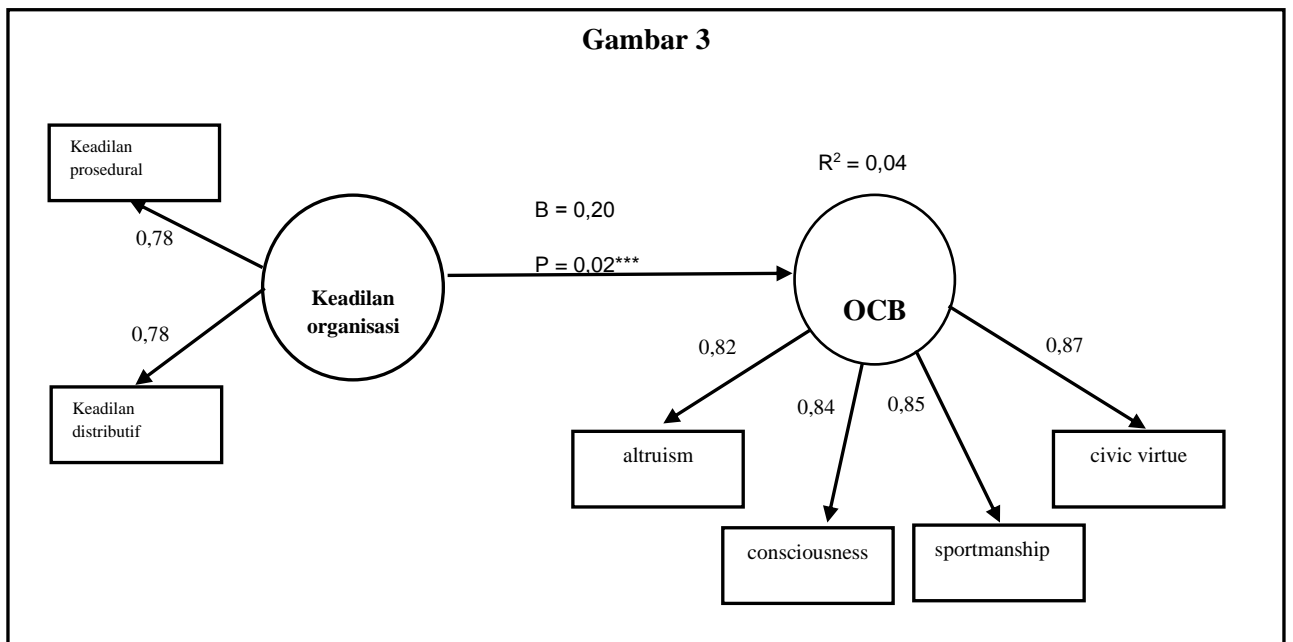 Gambar 3
Keadilan
prosedural
R² = 0,04
B = 0,20
0,78
P = 0,02***
Keadilan
organisasi
OCB
0,78
0,82
0,87
0,84
0,85
Keadilan
distributif
altruism
civic virtue
consciousness
sportmanship